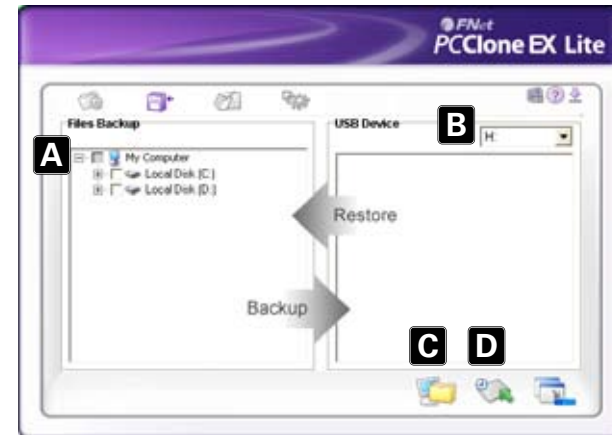 FNet
PCClone EX Lite
Files Backup
USB Device
B
H:
A
My Computer
Local Disk (C:)
Local Disk (D:)
Restore
Backup
C
D